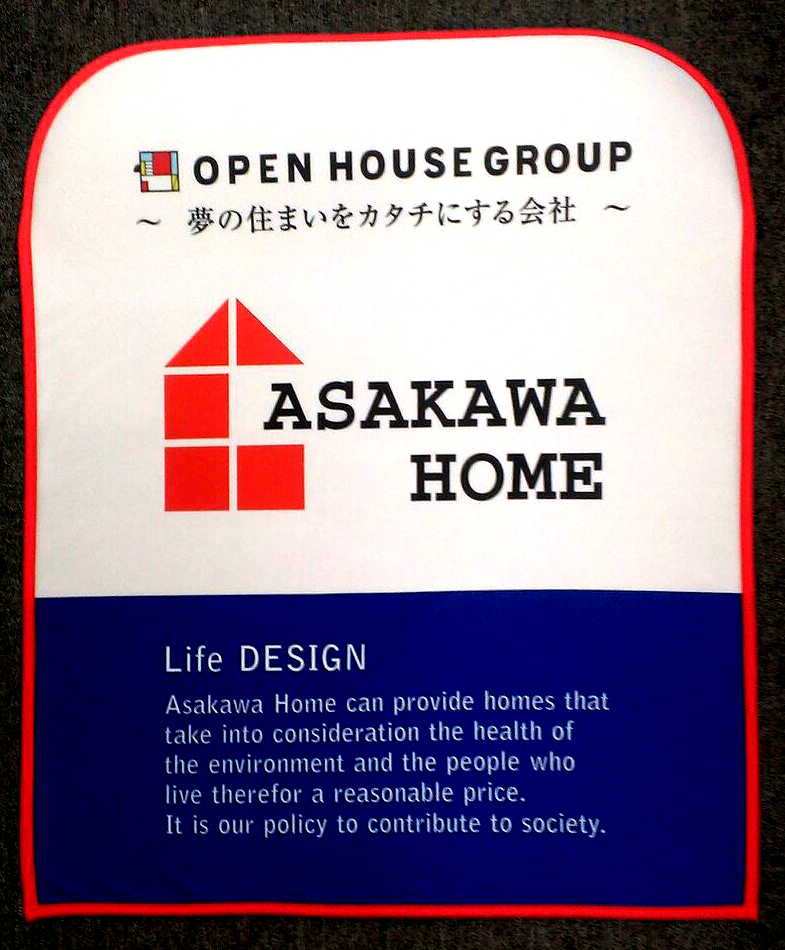 OPEN HOUSE GROUP
～ 夢の住まいをカタチにする会社 ～
ASAKAWA
HOME
Life DESIGN
Asakawa Home can provide homes that
take into consideration the health of
the environment and the people who
live therefor a reasonable price.
It is our policy to contribute to society.